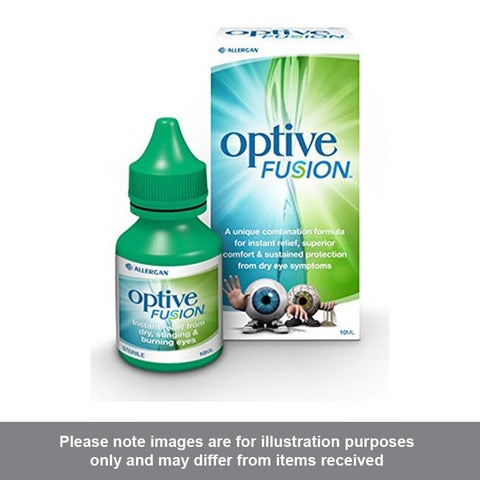 ALLERGAN
optive
FUSION™
A unique combination formula
for instant relief, superior
comfort & sustained protection
from dry eye symptoms
10ML
ALLERGAN
optive
FUSION
Instant relief from
dry, stinging &
burning eyes
STERILE 10ML
Please note images are for illustration purposes
only and may differ from items received